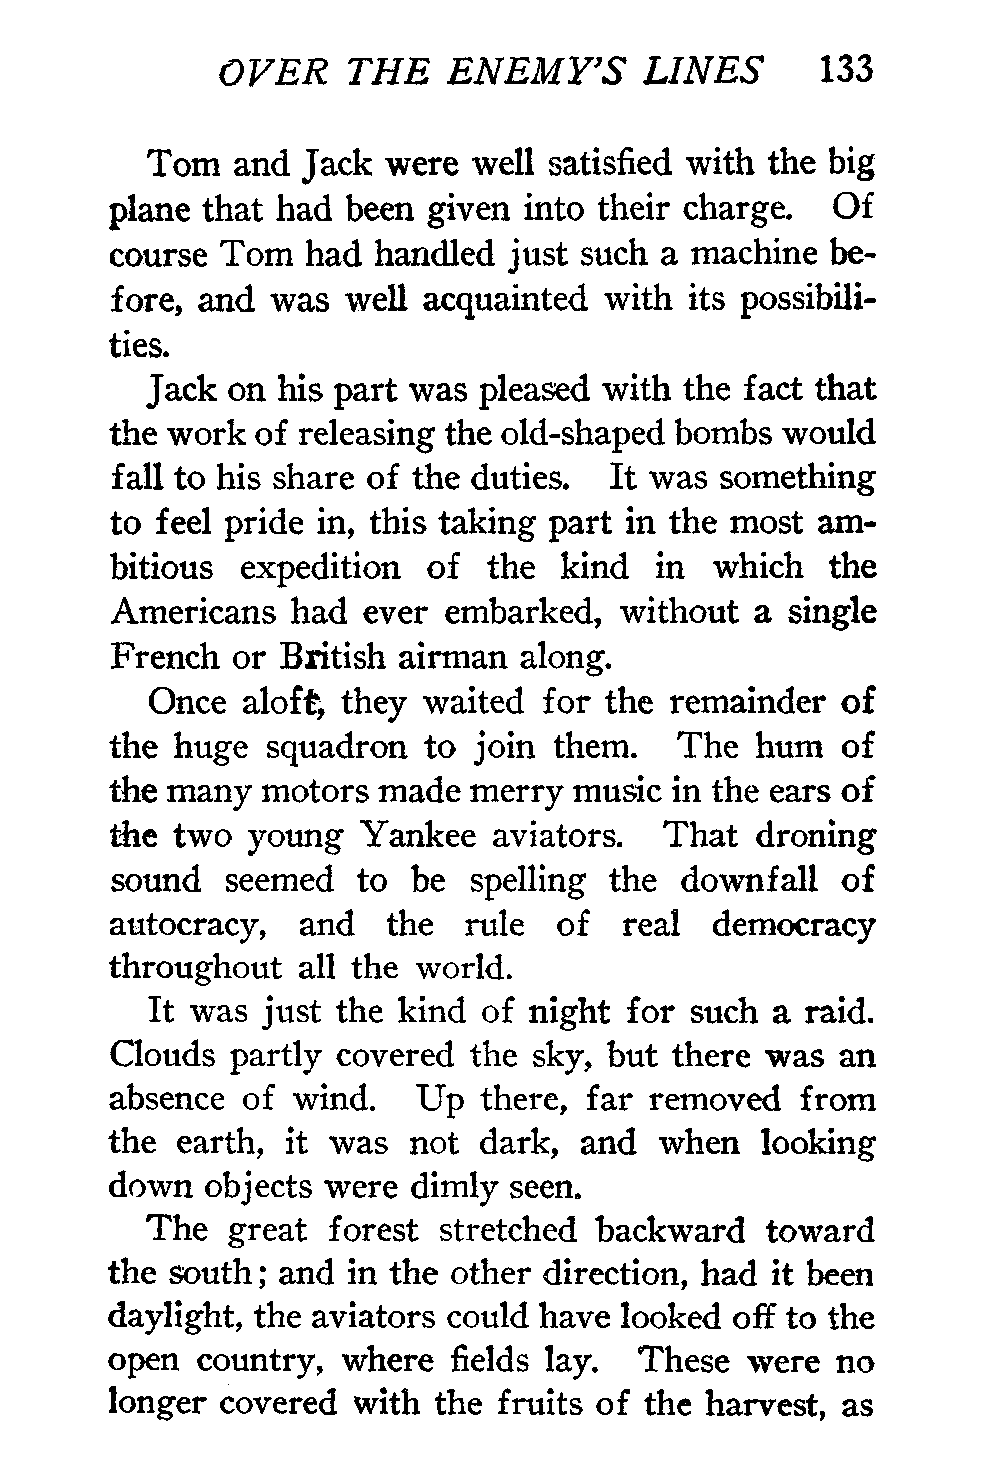 OVER THE ENEMY'S LINES 133
Tom and Jack were well satisfied with the big
plane that had been given into their charge. Of
course Tom had handled just such a machine be-
fore, and was well acquainted with its possibili-
ties.
Jack on his part was pleased with the fact that
the work of releasing the old-shaped bombs would
fall to his share of the duties. It was something
to feel pride in, this taking part in the most am-
bitious expedition of the kind in which the
Americans had ever embarked, without a single
French or British airman along.
Once aloft, they waited for the remainder of
the huge squadron to join them. The hum of
the many motors made merry music in the ears of
the two young Yankee aviators. That droning
sound seemed to be spelling the downfall of
autocracy, and the rule of real democracy
throughout all the world.
It was just the kind of night for such a raid.
Clouds partly covered the sky, but there was an
absence of wind. Up there, far removed from
the earth, it was not dark, and when looking
down objects were dimly seen.
The great forest stretched backward toward
the south; and in the other direction, had it been
daylight, the aviators could have looked off to the
open country, where fields lay. These were no
longer covered with the fruits of the harvest, as